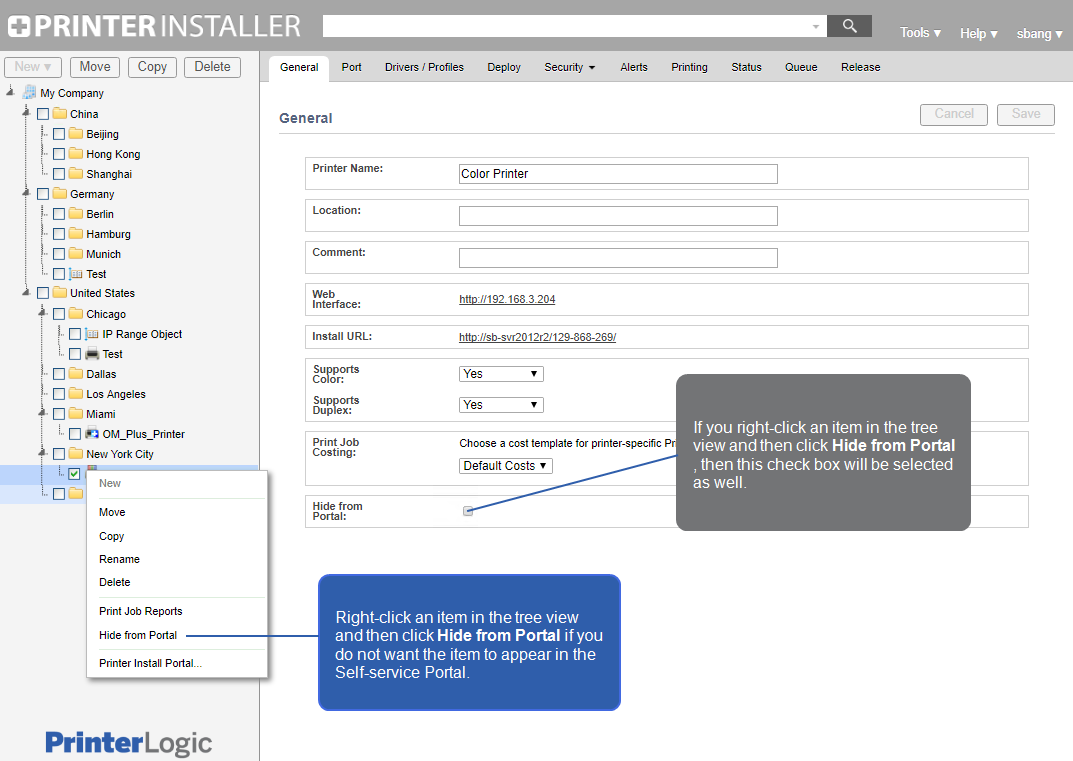 PRINTERINSTALLER
Tools ▾ Help ▾ sbang ▾
New ▾ Move Copy Delete
General Port Drivers / Profiles Deploy Security ▾ Alerts Printing Status Queue Release
My Company
China
Beijing
Hong Kong
Shanghai
Germany
Berlin
Hamburg
Munich
Test
United States
Chicago
IP Range Object
Test
Dallas
Los Angeles
Miami
OM_Plus_Printer
New York City
New
Move
Copy
Rename
Delete
Print Job Reports
Hide from Portal
Printer Install Portal...
PrinterLogic
General
Cancel Save
Printer Name: Color Printer
Location:
Comment:
Web
Interface:
http://192.168.3.204
Install URL: http://sb-svr2012r2/129-868-269/
Supports
Color:
Yes ▼
Supports
Duplex:
Yes ▼
Print Job
Costing:
Choose a cost template for printer-specific Pr
Default Costs ▼
Hide from
Portal:
If you right-click an item in the tree
view and then click Hide from Portal
, then this check box will be selected
as well.
Right-click an item in the tree view
and then click Hide from Portal if you
do not want the item to appear in the
Self-service Portal.